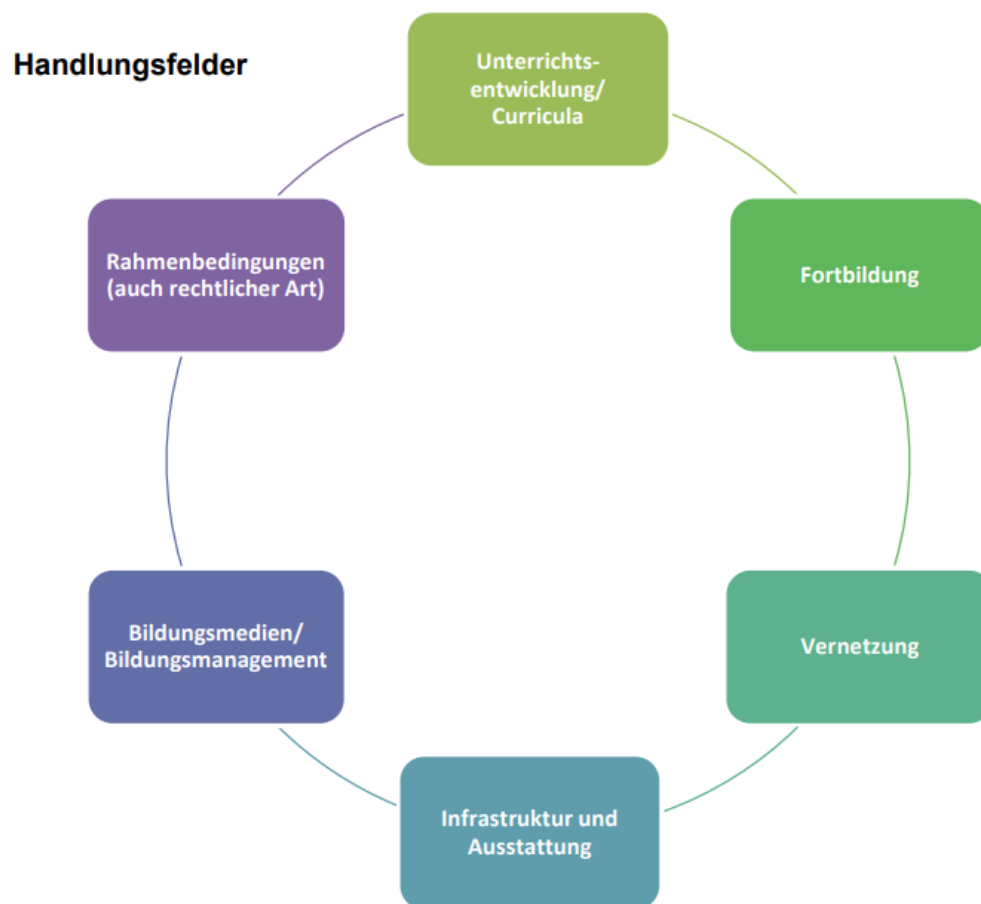 Handlungsfelder
Unterrichts-
entwicklung/
Curricula
Fortbildung
Vernetzung
Infrastruktur und
Ausstattung
Bildungsmedien/
Bildungsmanagement
Rahmenbedingungen
(auch rechtlicher Art)